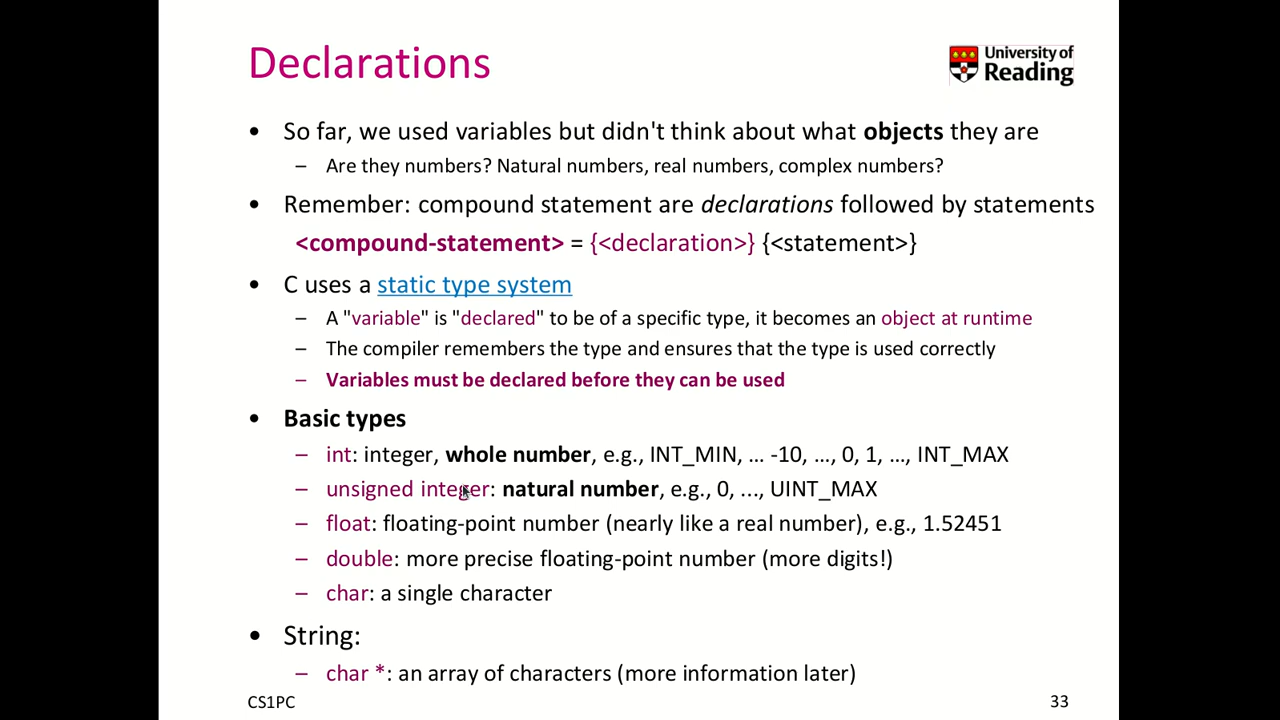 Declarations
University of
Reading
• So far, we used variables but didn't think about what objects they are
– Are they numbers? Natural numbers, real numbers, complex numbers?
• Remember: compound statement are declarations followed by statements
<compound-statement> = {<declaration>} {<statement>}
• C uses a static type system
– A "variable" is "declared" to be of a specific type, it becomes an object at runtime
– The compiler remembers the type and ensures that the type is used correctly
– Variables must be declared before they can be used
• Basic types
– int: integer, whole number, e.g., INT_MIN, … -10, …, 0, 1, …, INT_MAX
– unsigned integer: natural number, e.g., 0, ..., UINT_MAX
– float: floating-point number (nearly like a real number), e.g., 1.52451
– double: more precise floating-point number (more digits!)
– char: a single character
• String:
– char *: an array of characters (more information later)
CS1PC
33